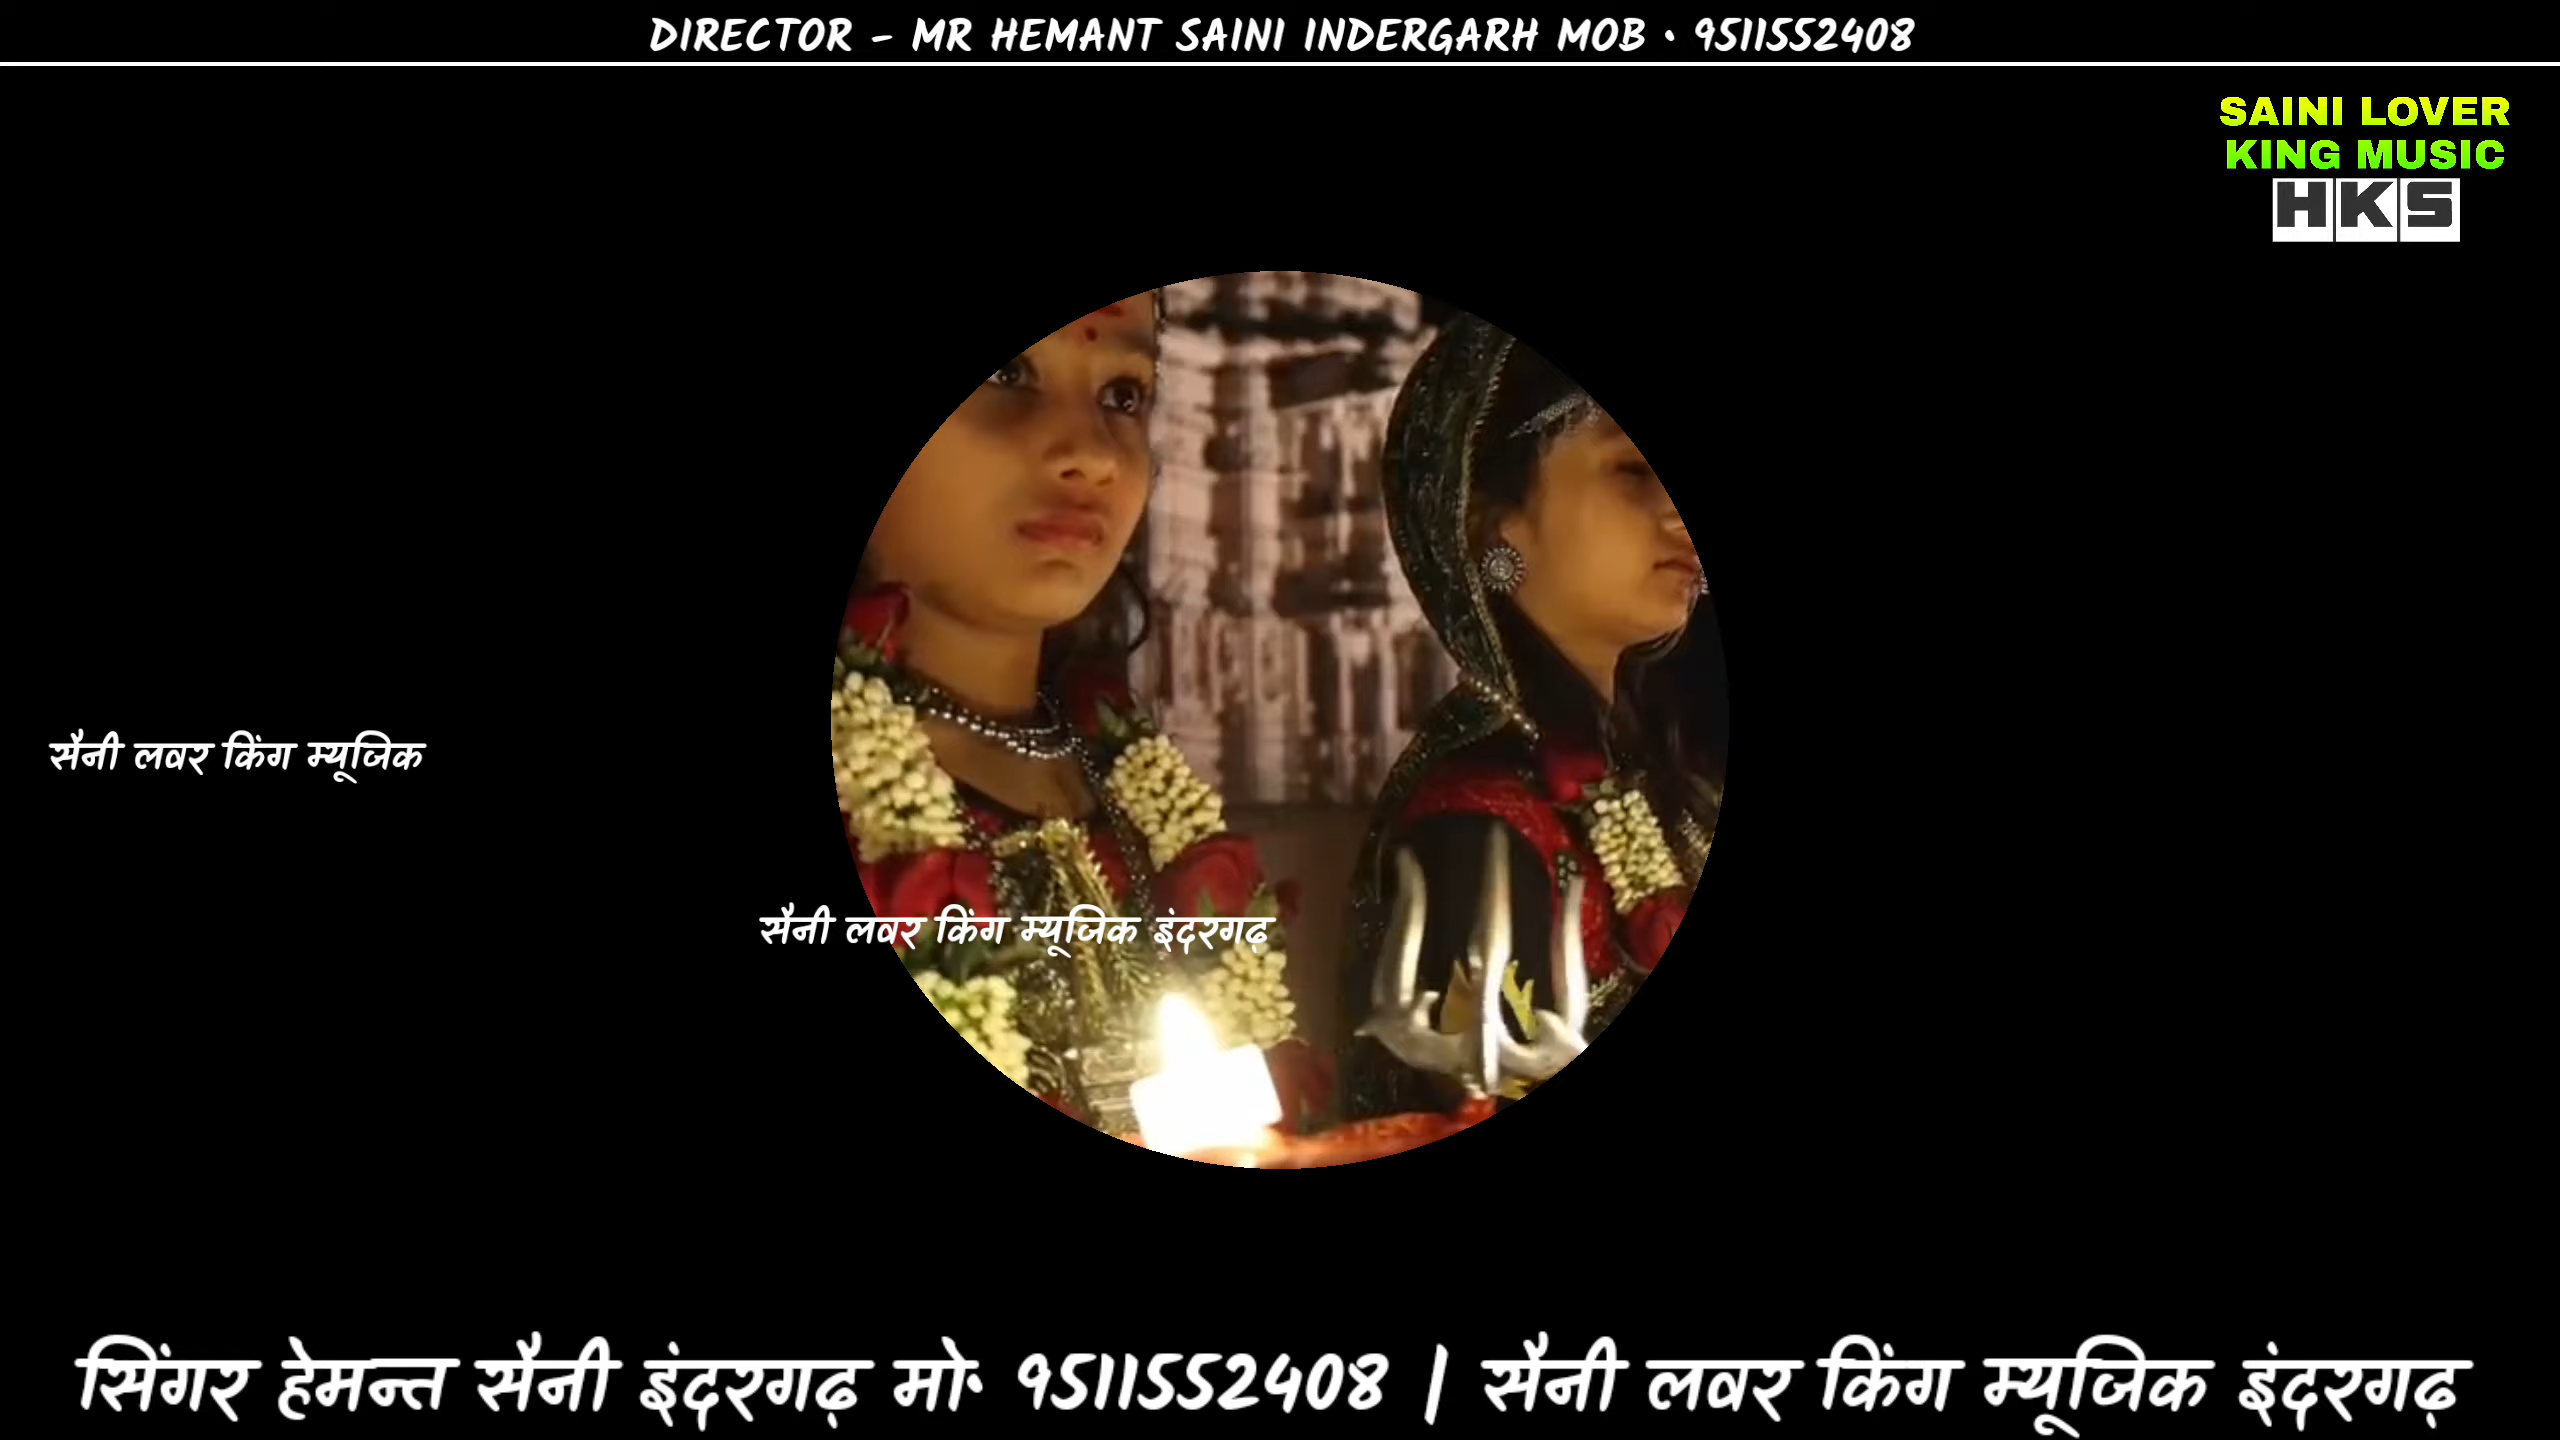 DIRECTOR - MR HEMANT SAINI INDERGARH MOB • 9511552408
SAINI LOVER
KING MUSIC
HKS
सैनी लवर किंग म्यूजिक
सैनी लवर किंग म्यूजिक इंदरगढ़
सिंगर हेमन्त सैनी इंदरगढ़ मो॰ 9511552408 | सैनी लवर किंग म्यूजिक इंदरगढ़